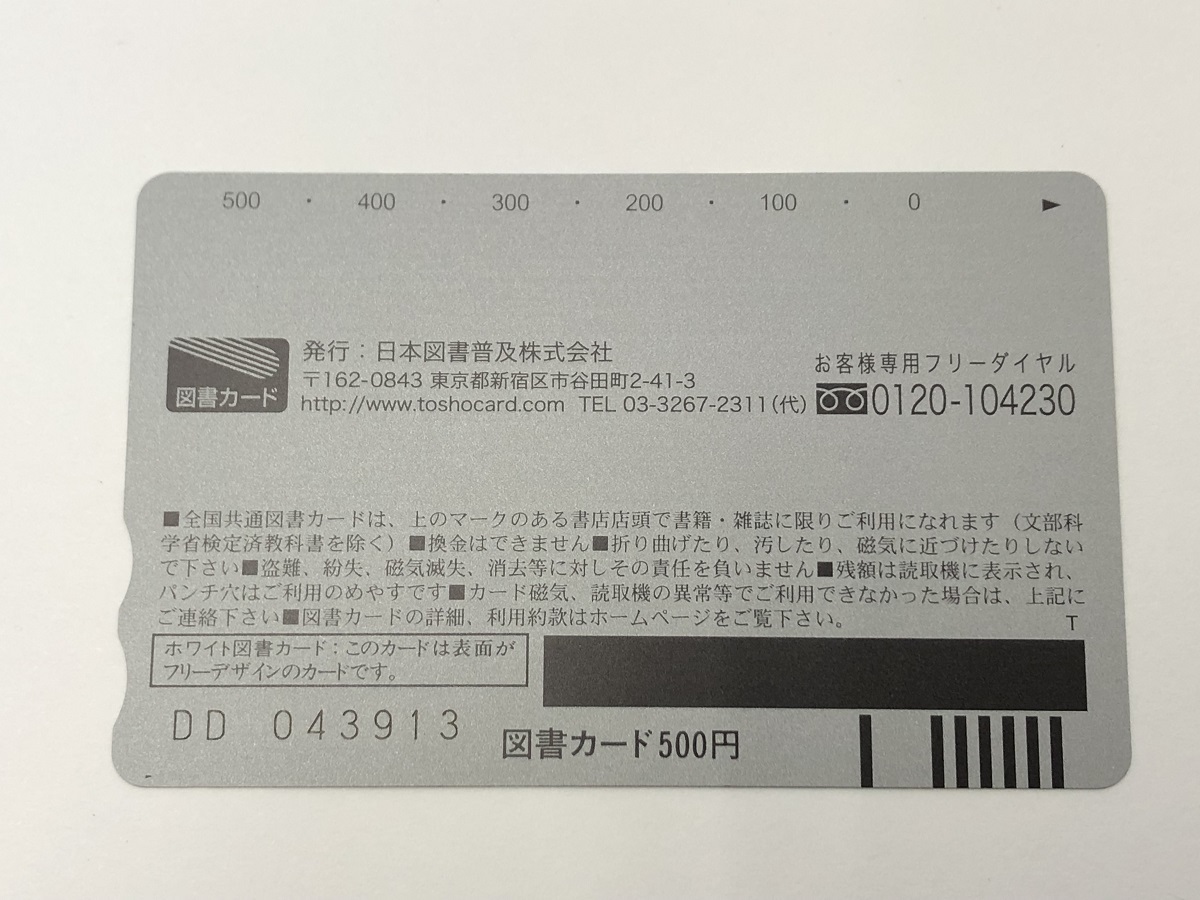 500 ・ 400 ・ 300 ・ 200 ・ 100 ・ 0 ►
図書カード
発行：日本図書普及株式会社
〒162-0843 東京都新宿区市谷田町2-41-3
http://www.toshocard.com TEL 03-3267-2311(代)
お客様専用フリーダイヤル
0120-104230
■全国共通図書カードは、上のマークのある書店店頭で書籍・雑誌に限りご利用になれます（文部科
学省検定済教科書を除く）■換金はできません■折り曲げたり、汚したり、磁気に近づけたりしない
で下さい■盗難、紛失、磁気滅失、消去等に対しその責任を負いません■残額は読取機に表示され、
パンチ穴はご利用のめやすです■カード磁気、読取機の異常等でご利用できなかった場合は、上記に
ご連絡下さい■図書カードの詳細、利用約款はホームページをご覧下さい。
T
ホワイト図書カード：このカードは表面が
フリーデザインのカードです。
DD 043913
図書カード500円